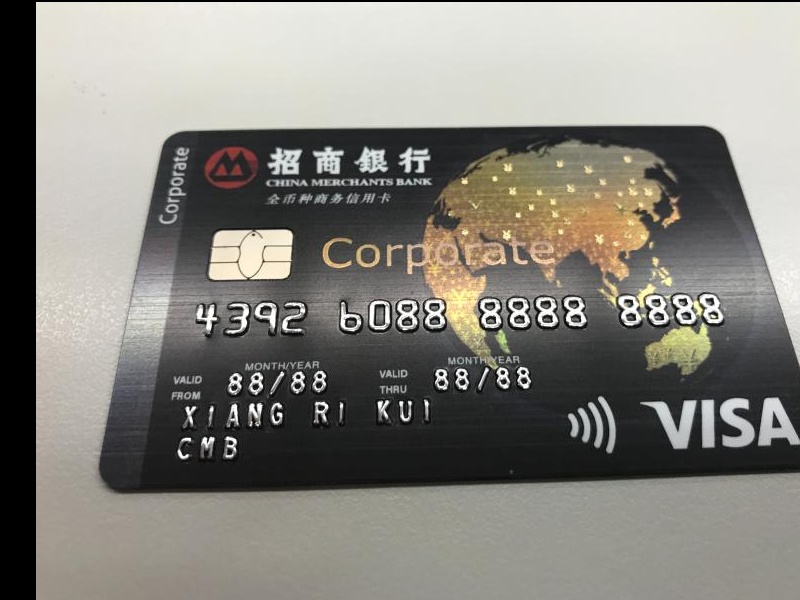 Corporate
招商銀行
CHINA MERCHANTS BANK
全币种商务信用卡
Corporate
4392 6088 8888 8888
MONTH/YEAR MONTH/YEAR
VALID FROM 88/88 VALID THRU 88/88
XIANG RI KUI
CMB
VISA